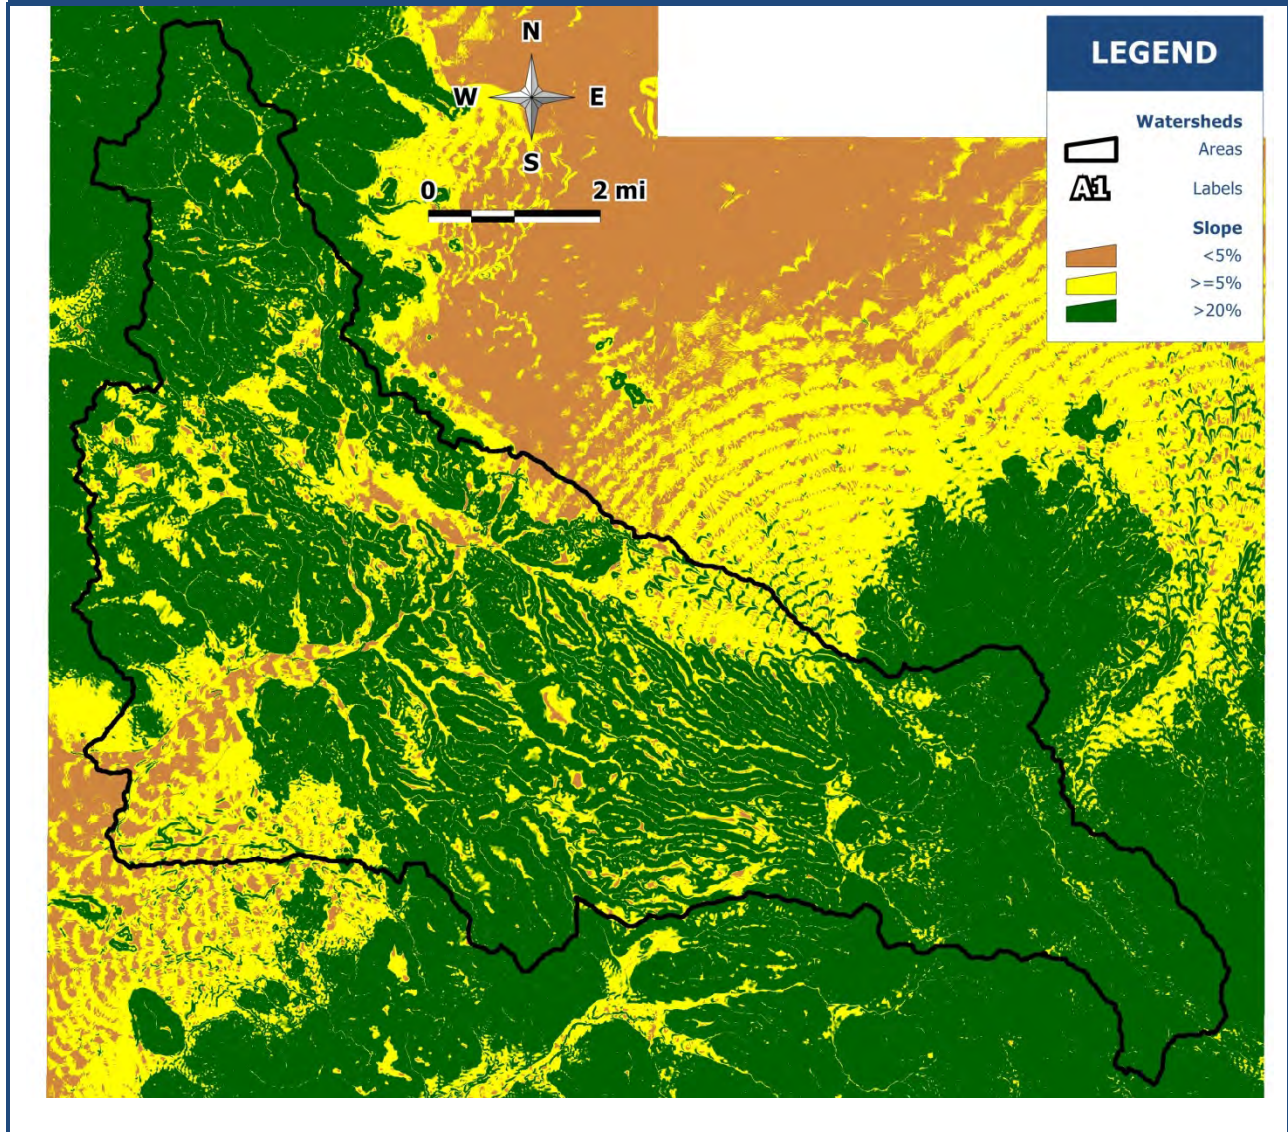 N
W E
S
0 2 mi
LEGEND
Watersheds
Areas
A1 Labels
Slope
<5%
>=5%
>20%